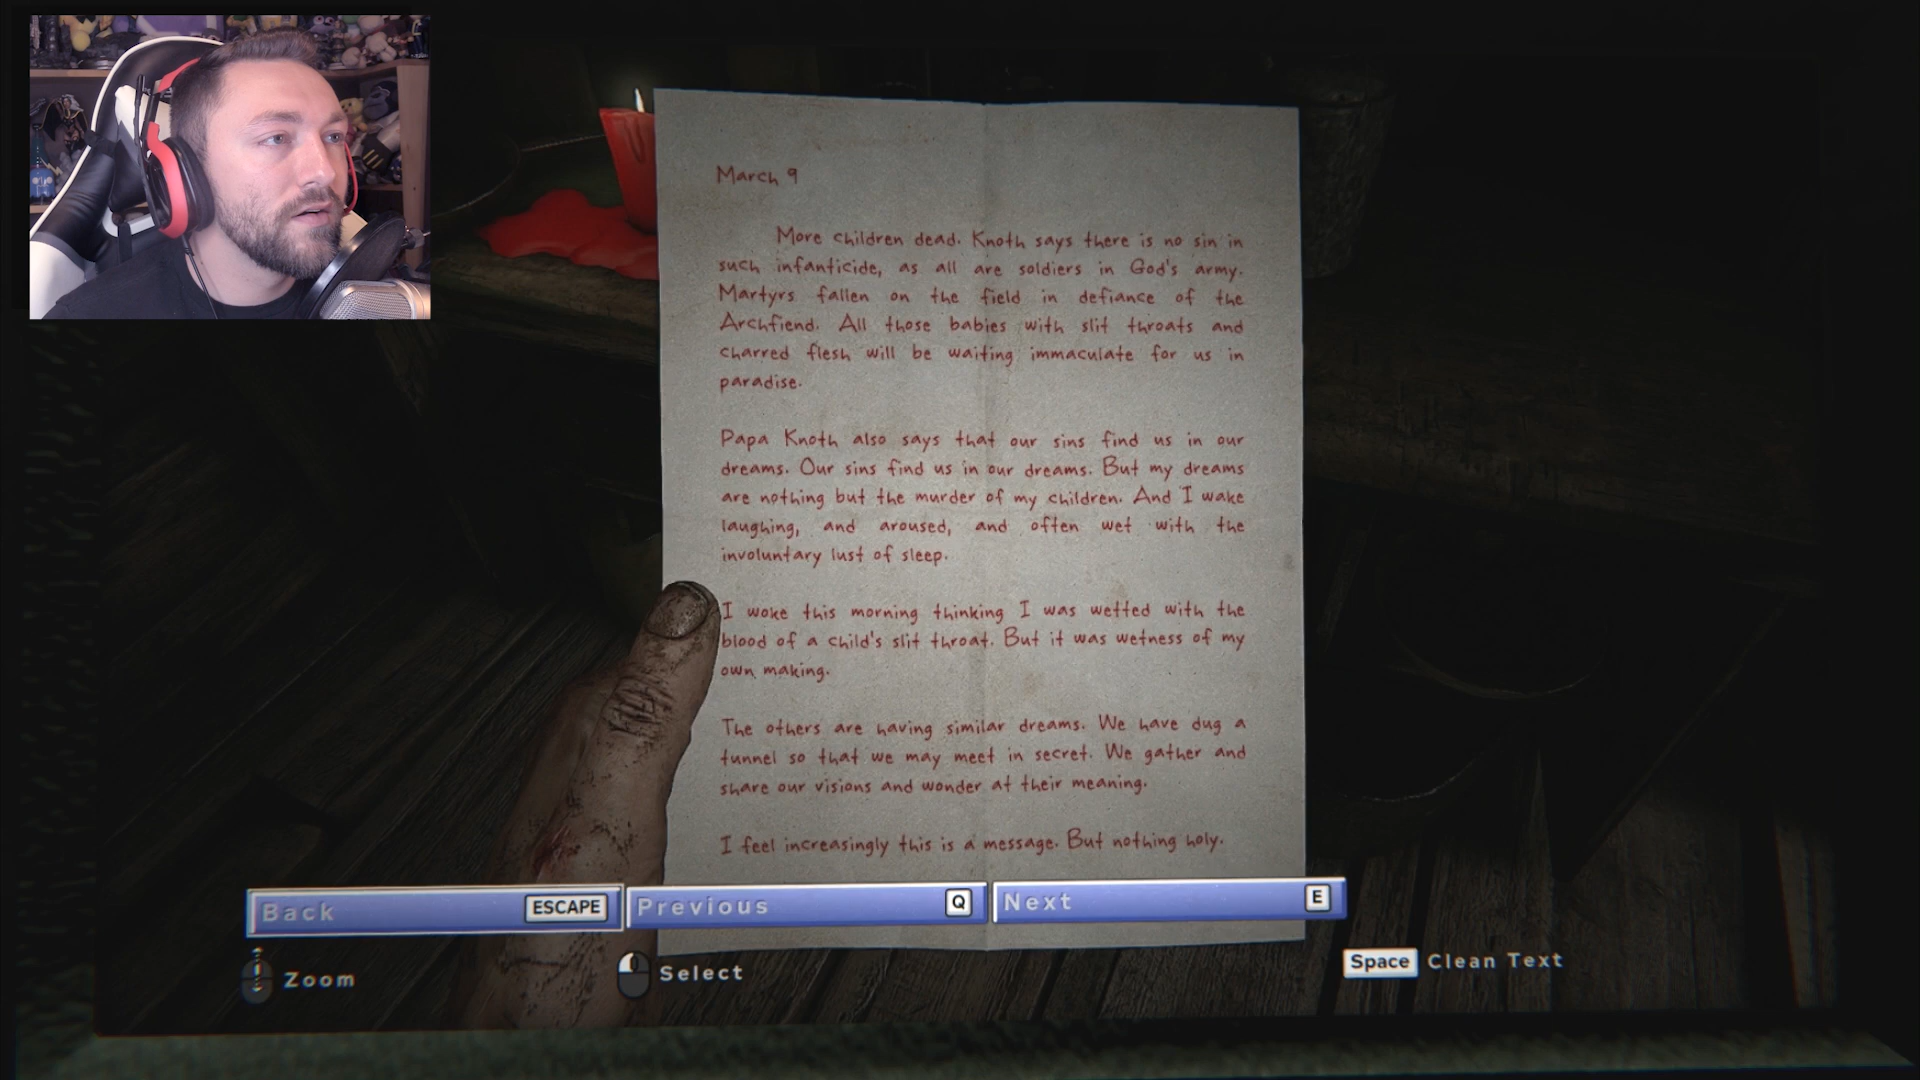 March 9
More children dead. Knoth says there is no sin in
such infanticide, as all are soldiers in God's army.
Martyrs fallen on the field in defiance of the
Archfiend. All those babies with slit throats and
charred flesh will be waiting immaculate for us in
paradise.
Papa Knoth also says that our sins find us in our
dreams. Our sins find us in our dreams. But my dreams
are nothing but the murder of my children. And I wake
laughing, and aroused, and often wet with the
involuntary lust of sleep.
I woke this morning thinking I was wetted with the
blood of a child's slit throat. But it was wetness of my
own making.
The others are having similar dreams. We have dug a
tunnel so that we may meet in secret. We gather and
share our visions and wonder at their meaning.
I feel increasingly this is a message. But nothing holy.
Back ESCAPE Previous Q Next E
Zoom Select Space Clean Text